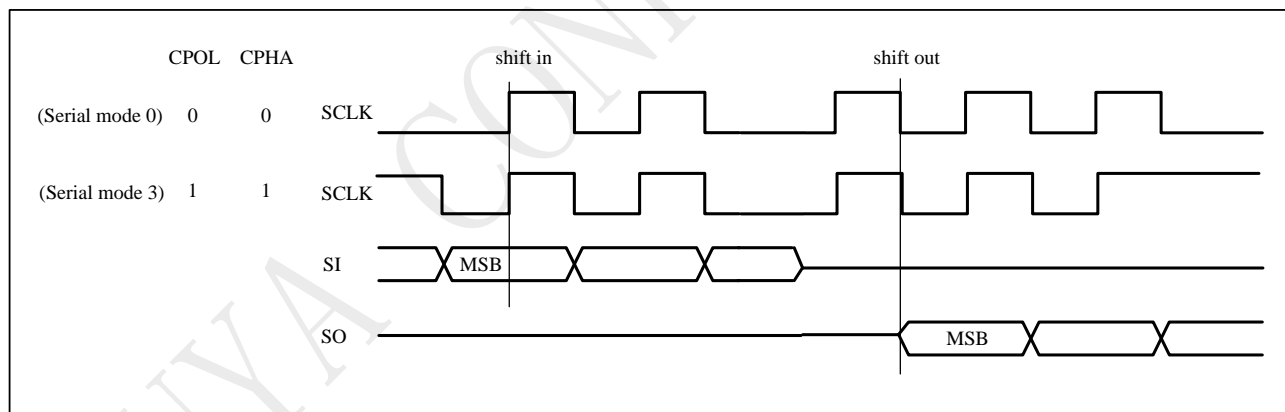 CPOL CPHA shift in shift out
(Serial mode 0) 0 0 SCLK
(Serial mode 3) 1 1 SCLK
SI MSB
SO MSB